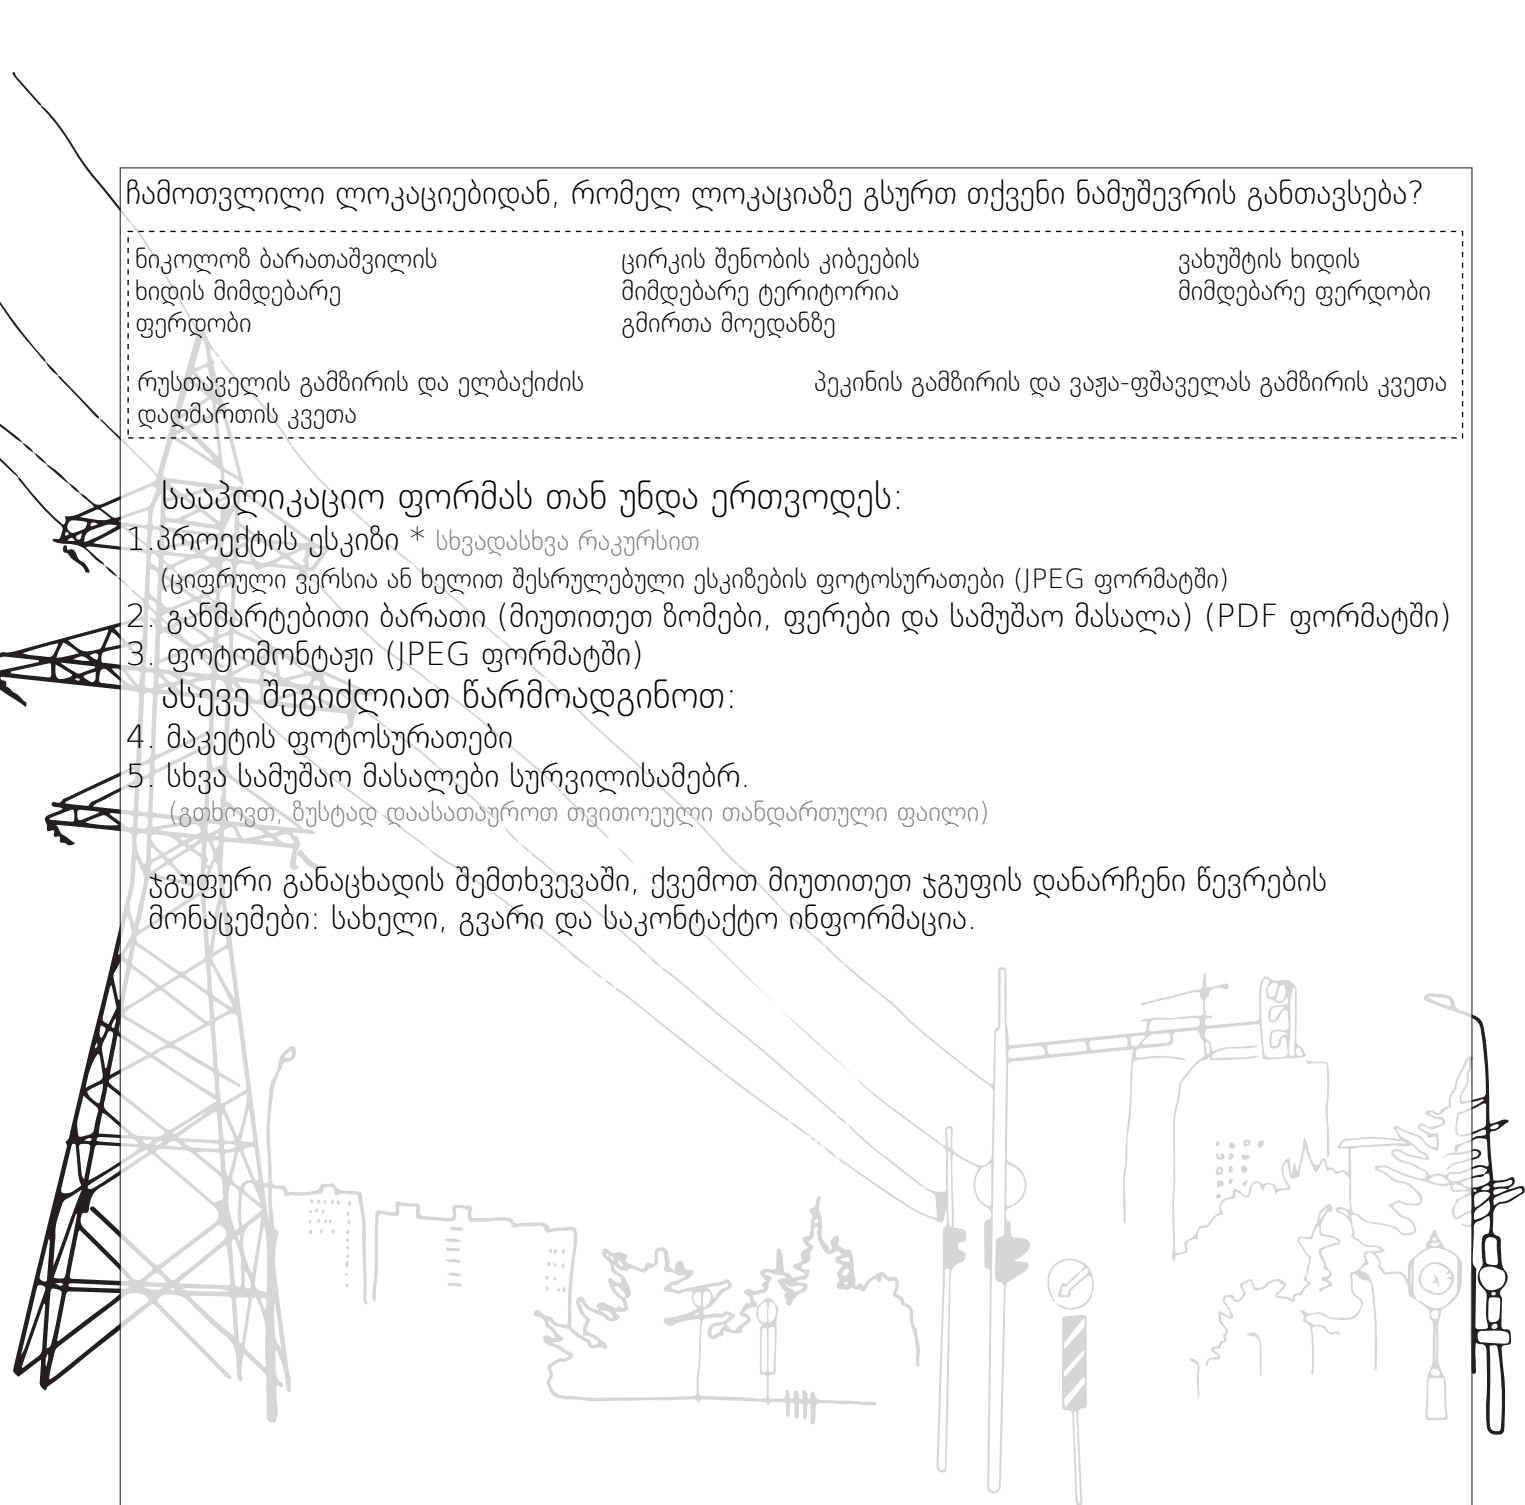 ჩამოთვლილი ლოკაციებიდან, რომელ ლოკაციაზე გსურთ თქვენი ნამუშევრის განთავსება?
ნიკოლოზ ბარათაშვილის
ხიდის მიმდებარე
ფერდობი
ცირკის შენობის კიბეების
მიმდებარე ტერიტორია
გმირთა მოედანზე
ვახუშტის ხიდის
მიმდებარე ფერდობი
რუსთაველის გამზირის და ელბაქიძის
დაღმართის კვეთა
პეკინის გამზირის და ვაჟა-ფშაველას გამზირის კვეთა
სააპლიკაციო ფორმას თან უნდა ერთვოდეს:
1.პროექტის ესკიზი * სხვადასხვა რაკურსით
(ციფრული ვერსია ან ხელით შესრულებული ესკიზების ფოტოსურათები (JPEG ფორმატში)
2. განმარტებითი ბარათი (მიუთითეთ ზომები, ფერები და სამუშაო მასალა) (PDF ფორმატში)
3. ფოტომონტაჟი (JPEG ფორმატში)
ასევე შეგიძლიათ წარმოადგინოთ:
4. მაკეტის ფოტოსურათები
5. სხვა სამუშაო მასალები სურვილისამებრ.
(გთხოვთ, ზუსტად დაასათაუროთ თვითოეული თანდართული ფაილი)
ჯგუფური განაცხადის შემთხვევაში, ქვემოთ მიუთითეთ ჯგუფის დანარჩენი წევრების
მონაცემები: სახელი, გვარი და საკონტაქტო ინფორმაცია.